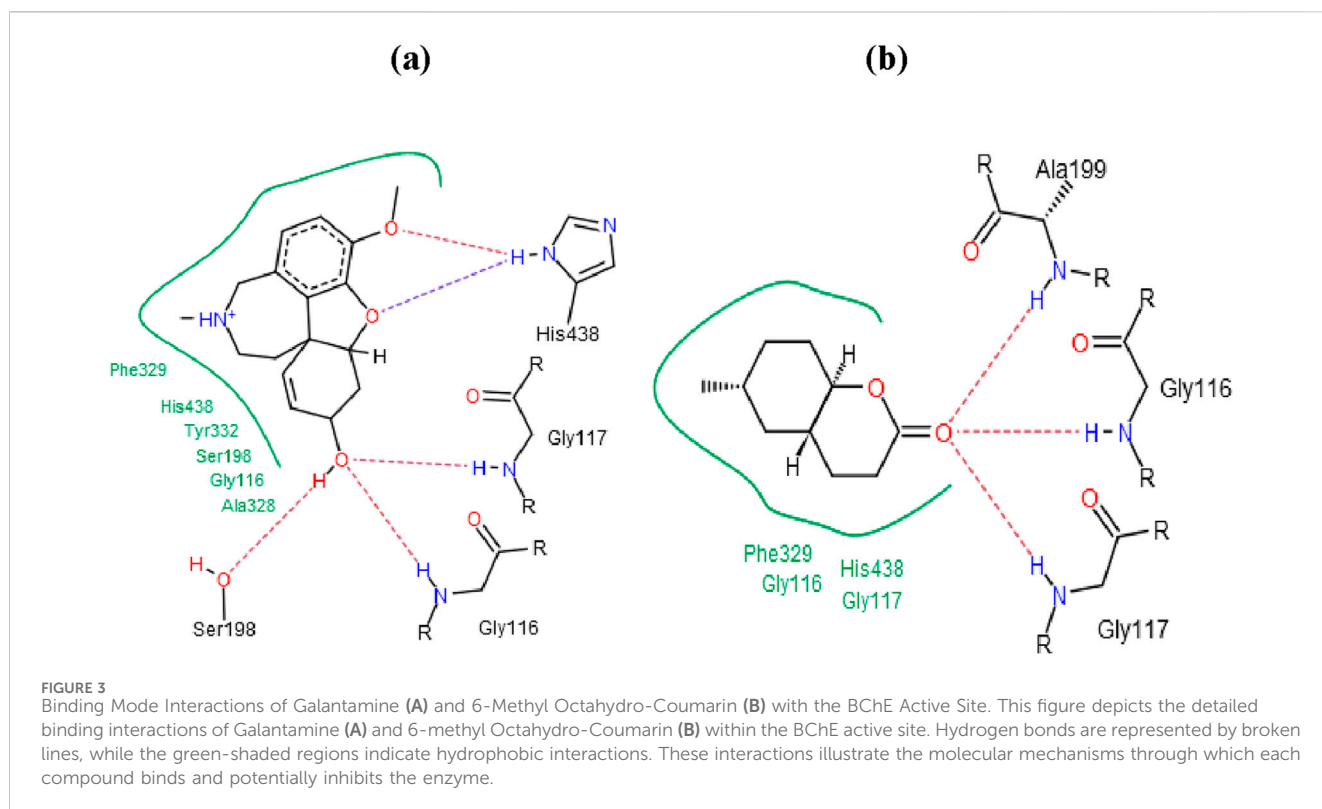 (a)
(b)
O
H
N
N
His438
HN+
O
H
Phe329
His438
Tyr332
Ser198
Gly116
Ala328
R
O
Gly117
H
N
R
O
H
H
O
Ser198
O
R
H
N
R
Gly116
R
Ala199
O
N
R
H
R
O
Gly116
H
N
R
H
O
O
H
O
R
H
N
R
Gly117
Phe329
Gly116
His438
Gly117
FIGURE 3
Binding Mode Interactions of Galantamine (A) and 6-Methyl Octahydro-Coumarin (B) with the BChE Active Site. This figure depicts the detailed
binding interactions of Galantamine (A) and 6-methyl Octahydro-Coumarin (B) within the BChE active site. Hydrogen bonds are represented by broken
lines, while the green-shaded regions indicate hydrophobic interactions. These interactions illustrate the molecular mechanisms through which each
compound binds and potentially inhibits the enzyme.